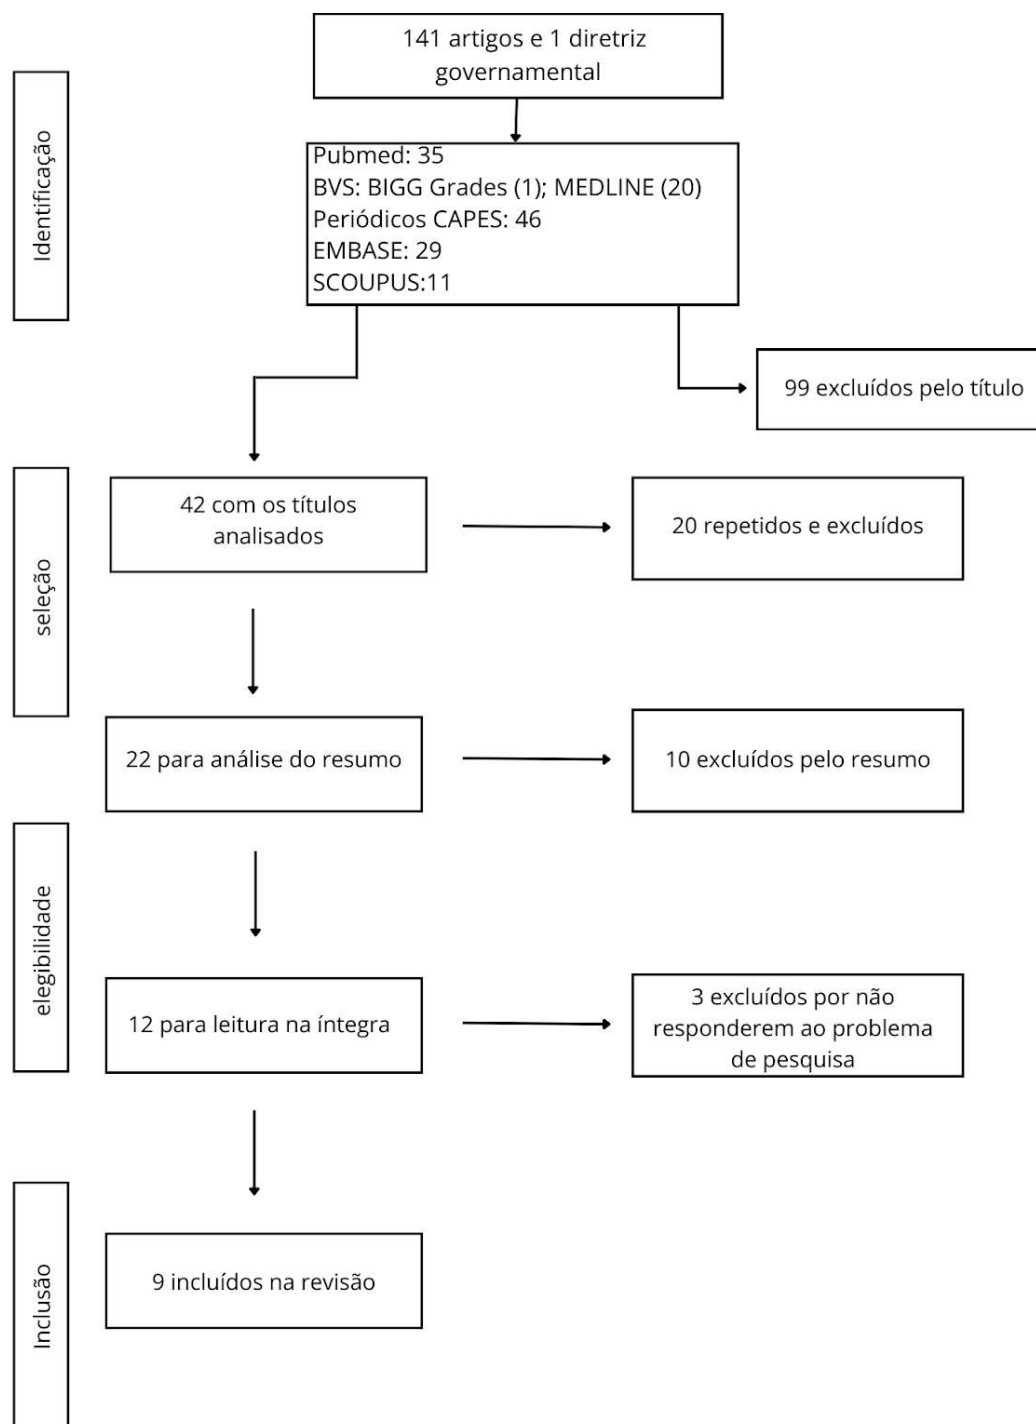 141 artigos e 1 diretriz
governamental
Identificação
Pubmed: 35
BVS: BIGG Grades (1); MEDLINE (20)
Periódicos CAPES: 46
EMBASE: 29
SCOUPUS:11
99 excluídos pelo título
seleção
42 com os títulos
analisados
20 repetidos e excluídos
22 para análise do resumo
10 excluídos pelo resumo
elegibilidade
12 para leitura na íntegra
3 excluídos por não
responderem ao problema
de pesquisa
Inclusão
9 incluídos na revisão